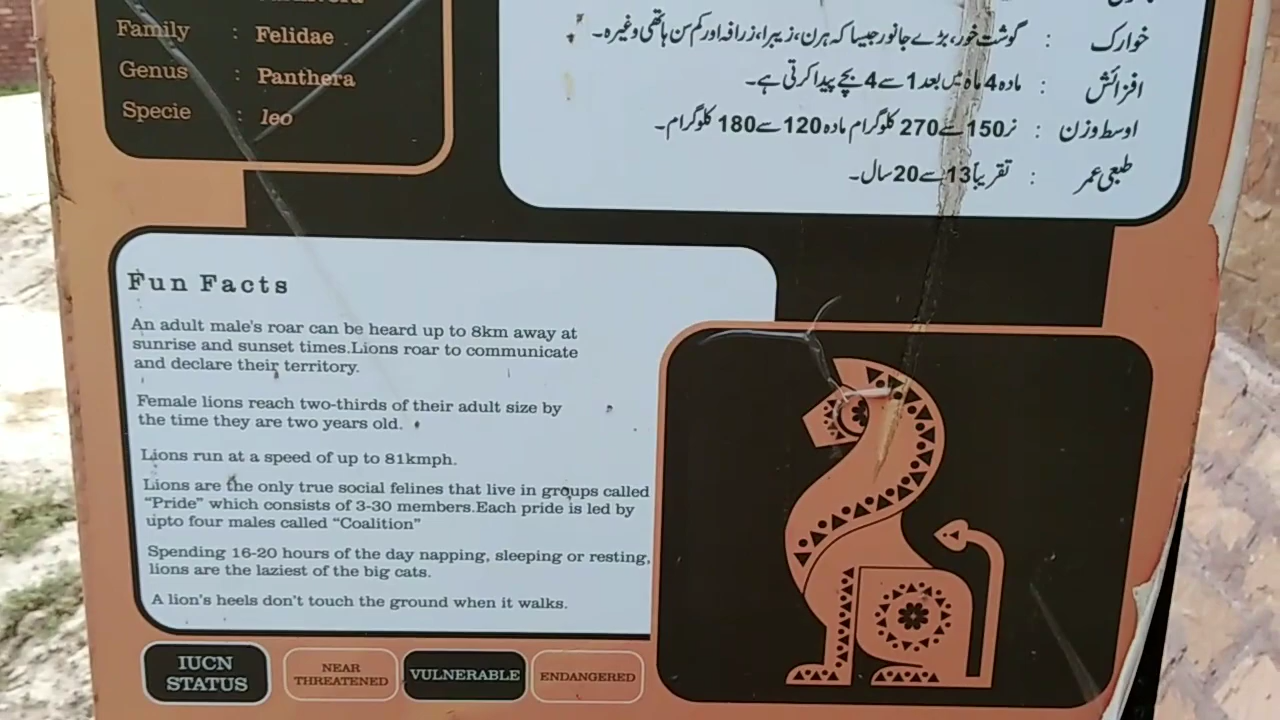 Family : Felidae
Genus : Panthera
Specie : leo
خوراک : گوشت خور، بڑے جانور جیسا کہ ہرن، زیبرا، زرافہ اور کم سن ہاتھی وغیرہ۔
افزائش : مادہ 4 ماہ میں بعد 1 سے 4 بچے پیدا کرتی ہے۔
اوسط وزن : نر 150 سے 270 کلوگرام مادہ 120 سے 180 کلوگرام۔
طبعی عمر : تقریباً 13 سے 20 سال۔
Fun Facts
An adult male's roar can be heard up to 8km away at
sunrise and sunset times.Lions roar to communicate
and declare their territory.
Female lions reach two-thirds of their adult size by
the time they are two years old.
Lions run at a speed of up to 81kmph.
Lions are the only true social felines that live in groups called
“Pride” which consists of 3-30 members.Each pride is led by
upto four males called “Coalition”
Spending 16-20 hours of the day napping, sleeping or resting,
lions are the laziest of the big cats.
A lion's heels don't touch the ground when it walks.
IUCN
STATUS
NEAR
THREATENED
VULNERABLE
ENDANGERED